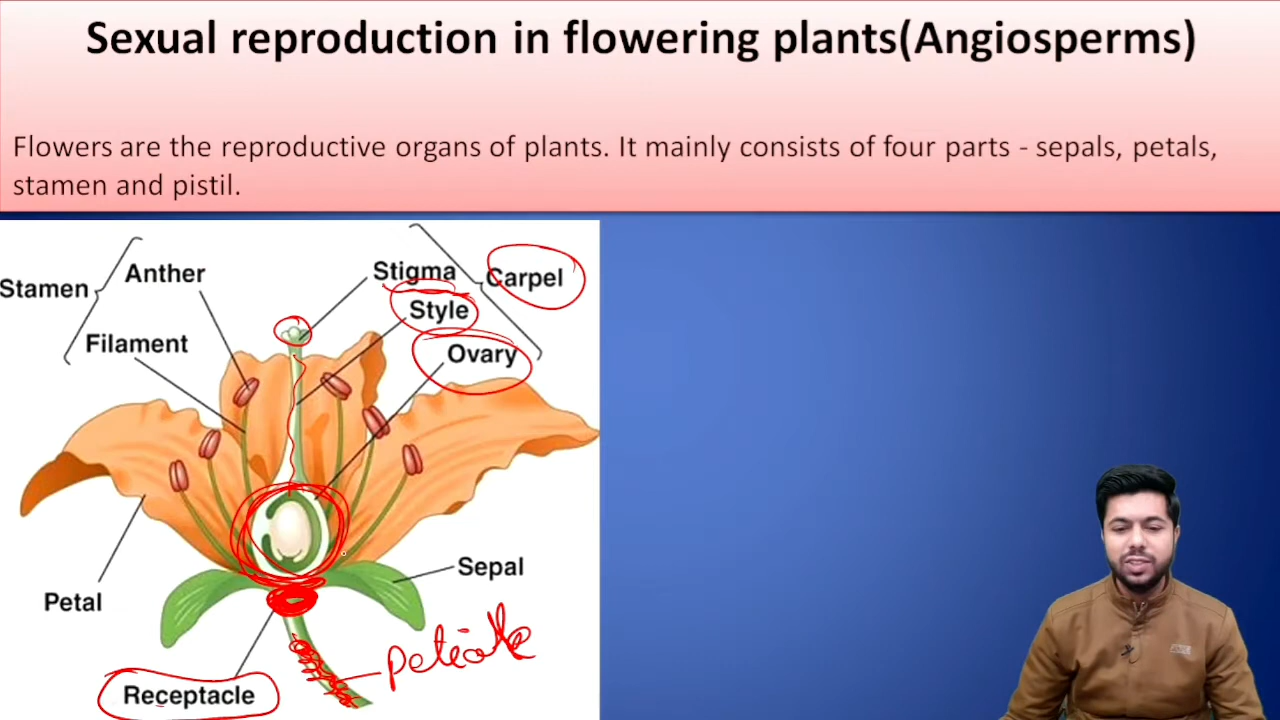 Sexual reproduction in flowering plants(Angiosperms)
Flowers are the reproductive organs of plants. It mainly consists of four parts - sepals, petals,
stamen and pistil.
Stamen
Anther
Filament
Stigma
Style
Ovary
Carpel
Petal
Sepal
Receptacle
Petiole